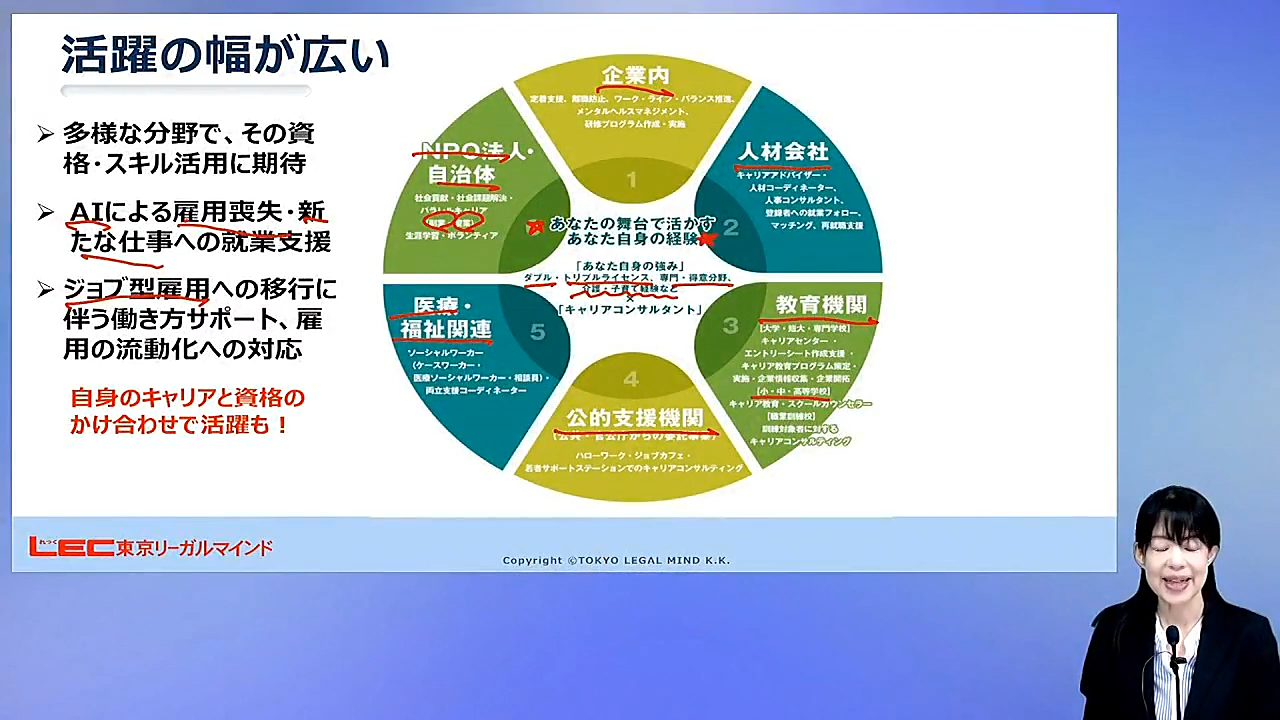 活躍の幅が広い
➢ 多様な分野で、その資
格・スキル活用に期待
➢ AIによる雇用喪失・新
たな仕事への就業支援
➢ ジョブ型雇用への移行に
伴う働き方サポート、雇
用の流動化への対応
自身のキャリアと資格の
かけ合わせで活躍も！
企業内
定着支援、離職防止、ワーク・ライフ・バランス推進、
メンタルヘルスマネジメント、
研修プログラム作成・実施
1
人材会社
キャリアアドバイザー・
人材コーディネーター、
人事コンサルタント、
登録者への就業フォロー、
マッチング、再就職支援
2
教育機関
[大学・短大・専門学校]
キャリアセンター・
エントリーシート作成支援・
キャリア教育プログラム策定・
実施・企業情報収集・企業開拓
[小・中・高等学校]
キャリア教育・スクールカウンセラー
[職業訓練校]
訓練対象者に対する
キャリアコンサルティング
3
4
公的支援機関
(公共・官公庁からの委託事業)
ハローワーク・ジョブカフェ・
若者サポートステーションでのキャリアコンサルティング
医療・
福祉関連
5
ソーシャルワーカー
(ケースワーカー・
医療ソーシャルワーカー・相談員)・
両立支援コーディネーター
NPO法人・
自治体
社会貢献・社会課題解決・
パラレルキャリア
生涯学習・ボランティア
あなたの舞台で活かす
あなた自身の経験
「あなた自身の強み」
ダブル・トリプルライセンス、専門・得意分野、
介護・子育て経験など
×
「キャリアコンサルタント」
れっく
LEC東京リーガルマインド
Copyright ©TOKYO LEGAL MIND K.K.